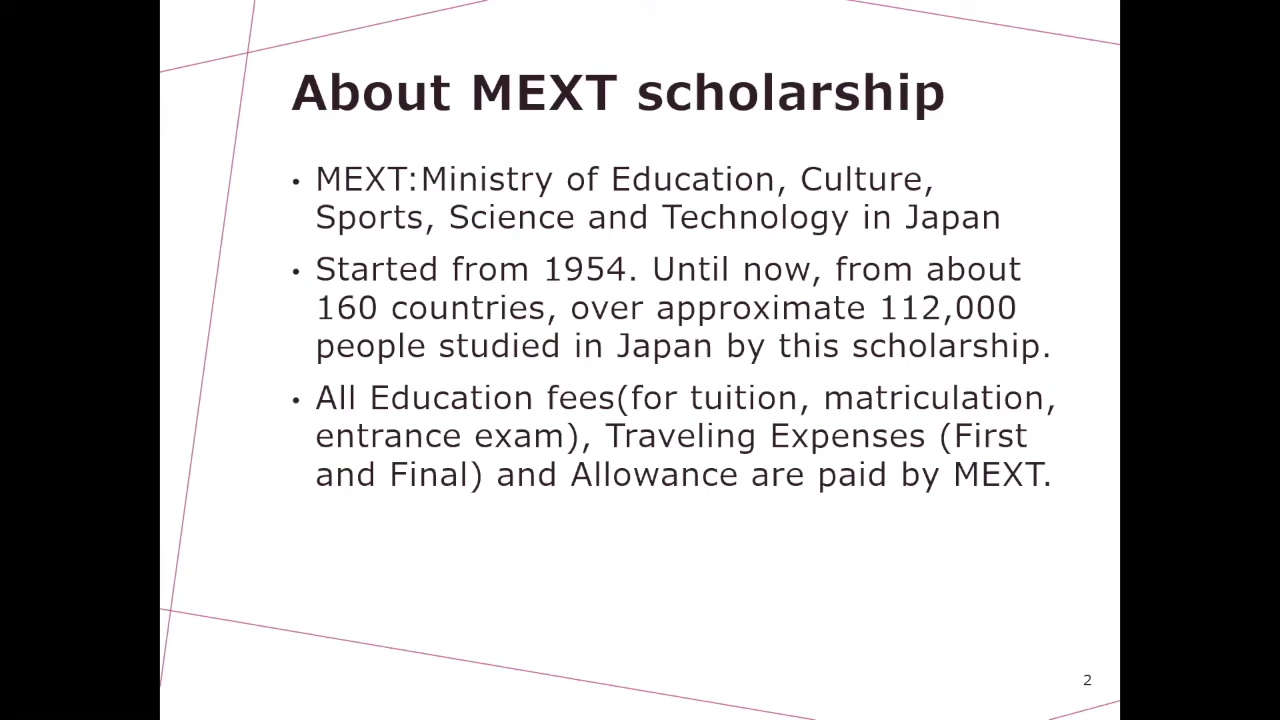 About MEXT scholarship
• MEXT:Ministry of Education, Culture,
Sports, Science and Technology in Japan
• Started from 1954. Until now, from about
160 countries, over approximate 112,000
people studied in Japan by this scholarship.
• All Education fees(for tuition, matriculation,
entrance exam), Traveling Expenses (First
and Final) and Allowance are paid by MEXT.
2